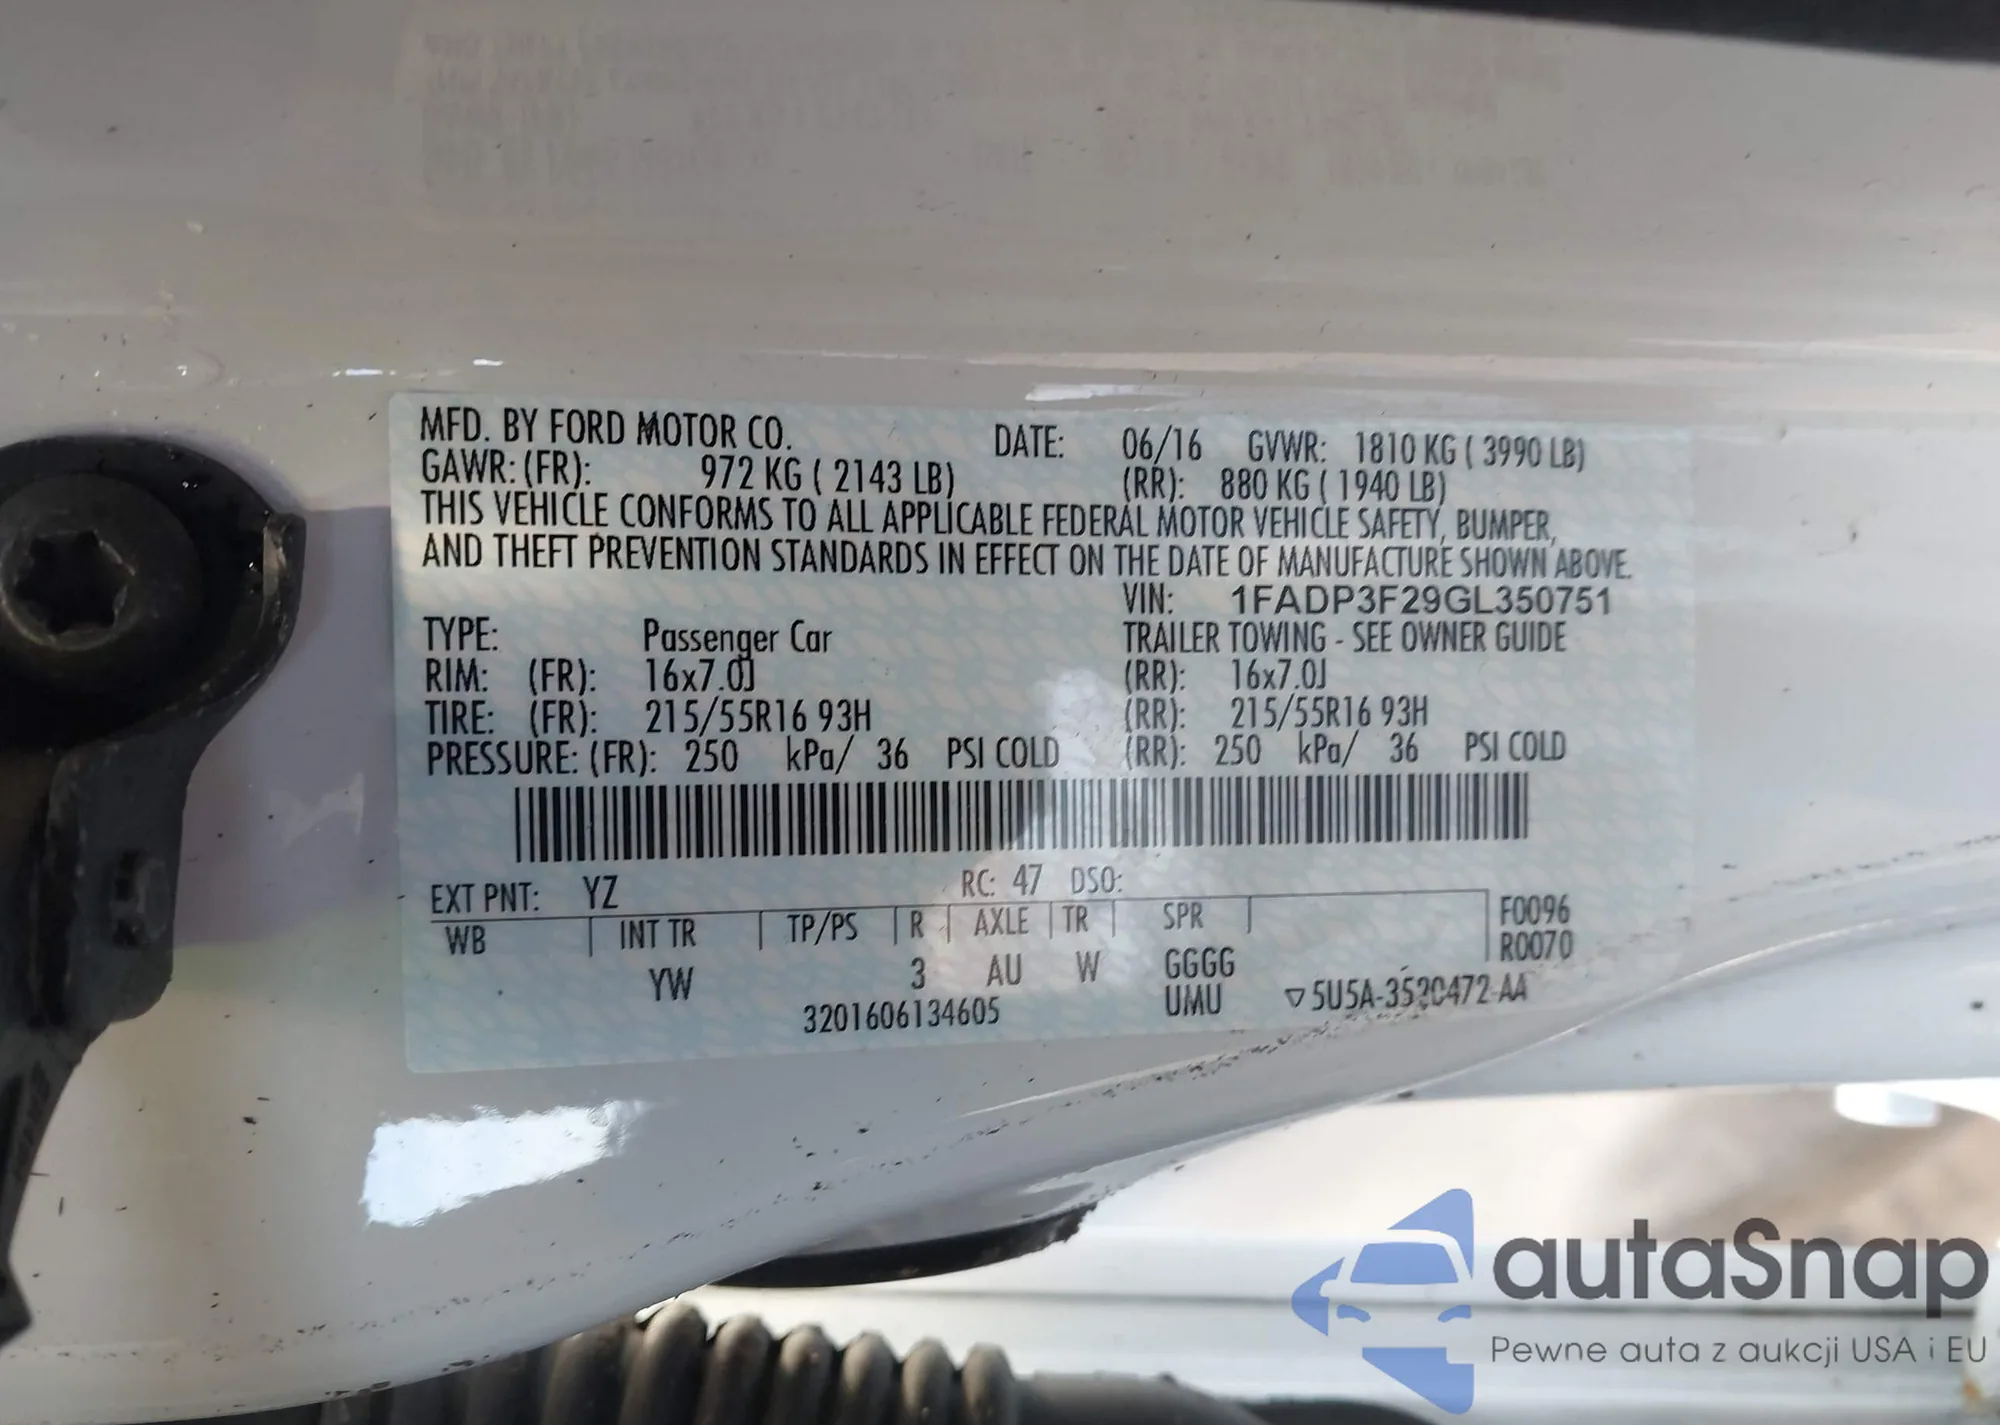 MFD. BY FORD MOTOR CO. DATE: 06/16 GVWR: 1810 KG ( 3990 LB)
GAWR: (FR): 972 KG ( 2143 LB) (RR): 880 KG ( 1940 LB)
THIS VEHICLE CONFORMS TO ALL APPLICABLE FEDERAL MOTOR VEHICLE SAFETY, BUMPER,
AND THEFT PREVENTION STANDARDS IN EFFECT ON THE DATE OF MANUFACTURE SHOWN ABOVE.
VIN: 1FADP3F29GL350751
TYPE: Passenger Car TRAILER TOWING - SEE OWNER GUIDE
RIM: (FR): 16x7.0J (RR): 16x7.0J
TIRE: (FR): 215/55R16 93H (RR): 215/55R16 93H
PRESSURE: (FR): 250 kPa/ 36 PSI COLD (RR): 250 kPa/ 36 PSI COLD
EXT PNT: YZ RC: 47 DSO:
WB INT TR TP/PS R AXLE TR SPR F0096
R0070
YW 3 AU W GGGG
3201606134605 UMU ▽5U5A-3520472-AA
autaSnap
Pewne auta z aukcji USA i EU